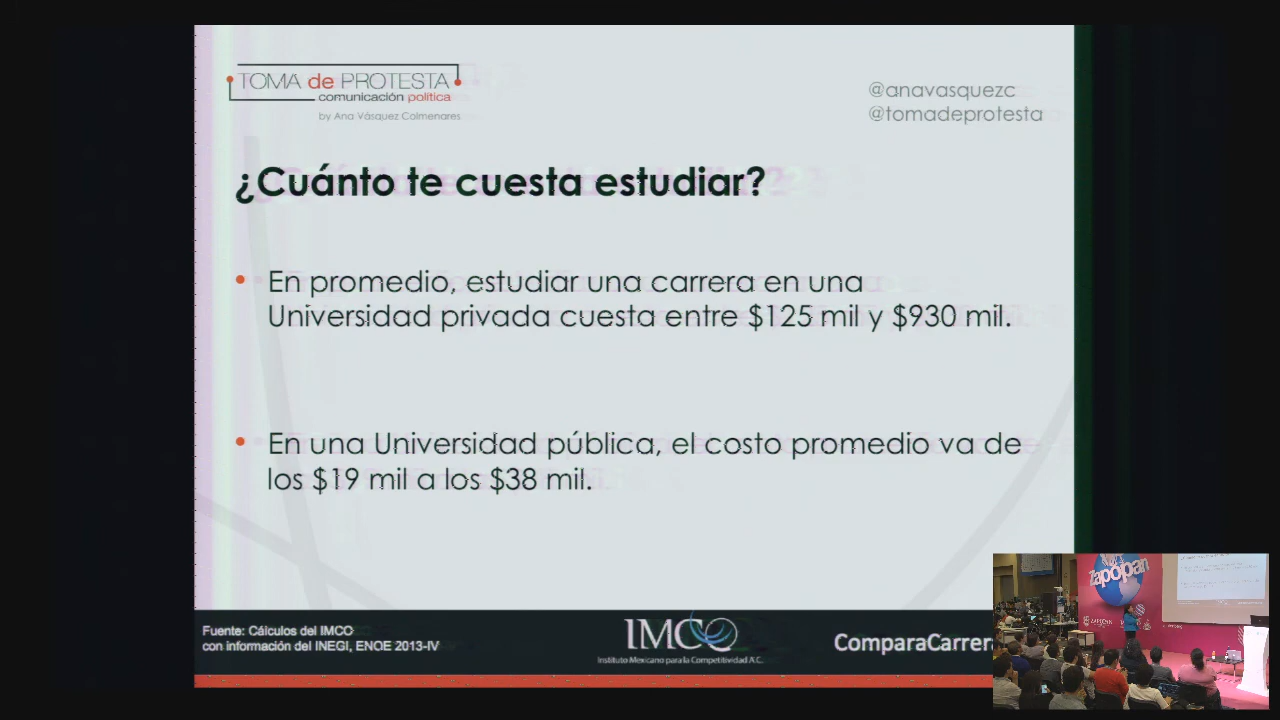 TOMA de PROTESTA
comunicación política
by Ana Vásquez Colmenares
@anavasquezc
@tomadeprotesta
¿Cuánto te cuesta estudiar?
• En promedio, estudiar una carrera en una
Universidad privada cuesta entre $125 mil y $930 mil.
• En una Universidad pública, el costo promedio va de
los $19 mil a los $38 mil.
Fuente: Cálculos del IMCO
con información del INEGI, ENOE 2013-IV
IMCO
Instituto Mexicano para la Competitividad A.C.
ComparaCarrera
Zapopan